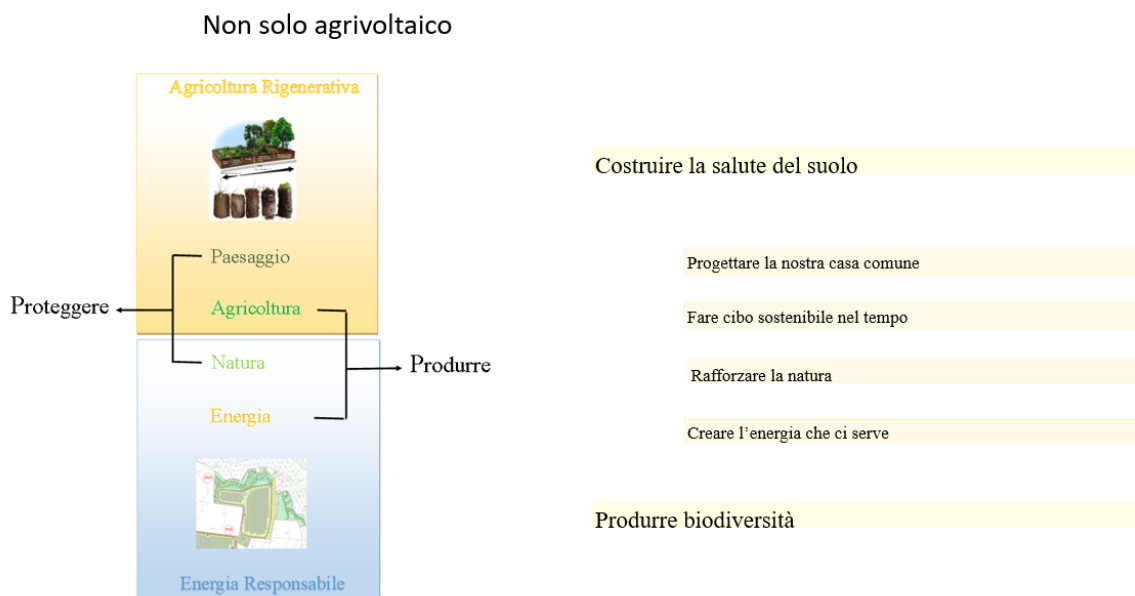 Non solo agrivoltaico
Agricoltura Rigenerativa
Costruire la salute del suolo
Paesaggio
Progettare la nostra casa comune
Proteggere
Agricoltura
Fare cibo sostenibile nel tempo
Natura
Produrre
Rafforzare la natura
Energia
Creare l’energia che ci serve
Produrre biodiversità
Energia Responsabile